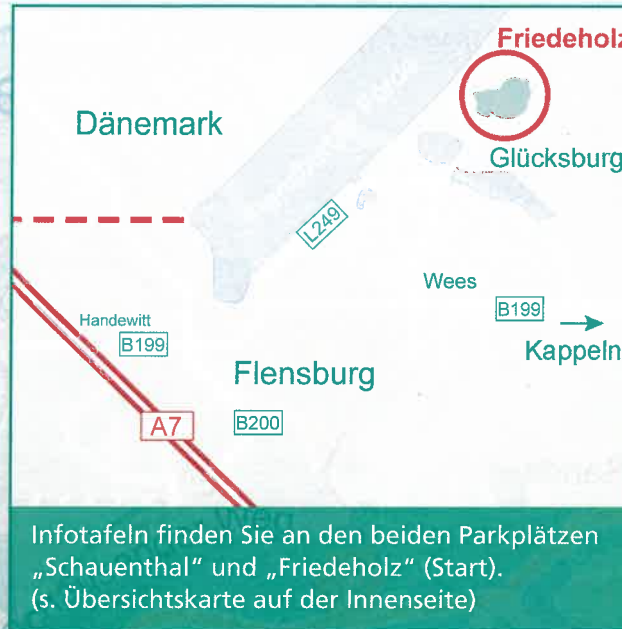 Friedeholz
Dänemark
Glücksburg
L249
Wees
B199
Kappeln
Handewitt
B199
Flensburg
A7
B200
Infotafeln finden Sie an den beiden Parkplätzen
„Schauenthal“ und „Friedeholz“ (Start).
(s. Übersichtskarte auf der Innenseite)